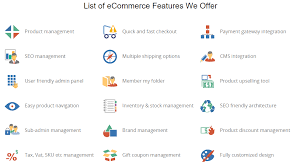 List of eCommerce Features We Offer
Product management
Quick and fast checkout
Payment gateway integration
SEO management
Multiple shipping options
CMS integration
User friendly admin panel
Member my folder
Product upselling tool
Easy product navigation
Inventory & stock management
SEO friendly architecture
Sub-admin management
Brand management
Product discount management
Tax, Vat, SKU etc management
Gift coupon management
Fully customized design